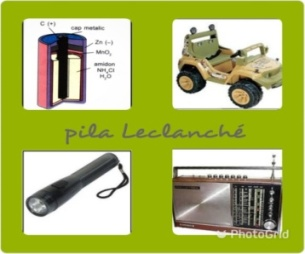 C (+)
cap metalic
Zn (–)
MnO₂
amidon
NH₄Cl
H₂O
pila Leclanché
PhotoGrid